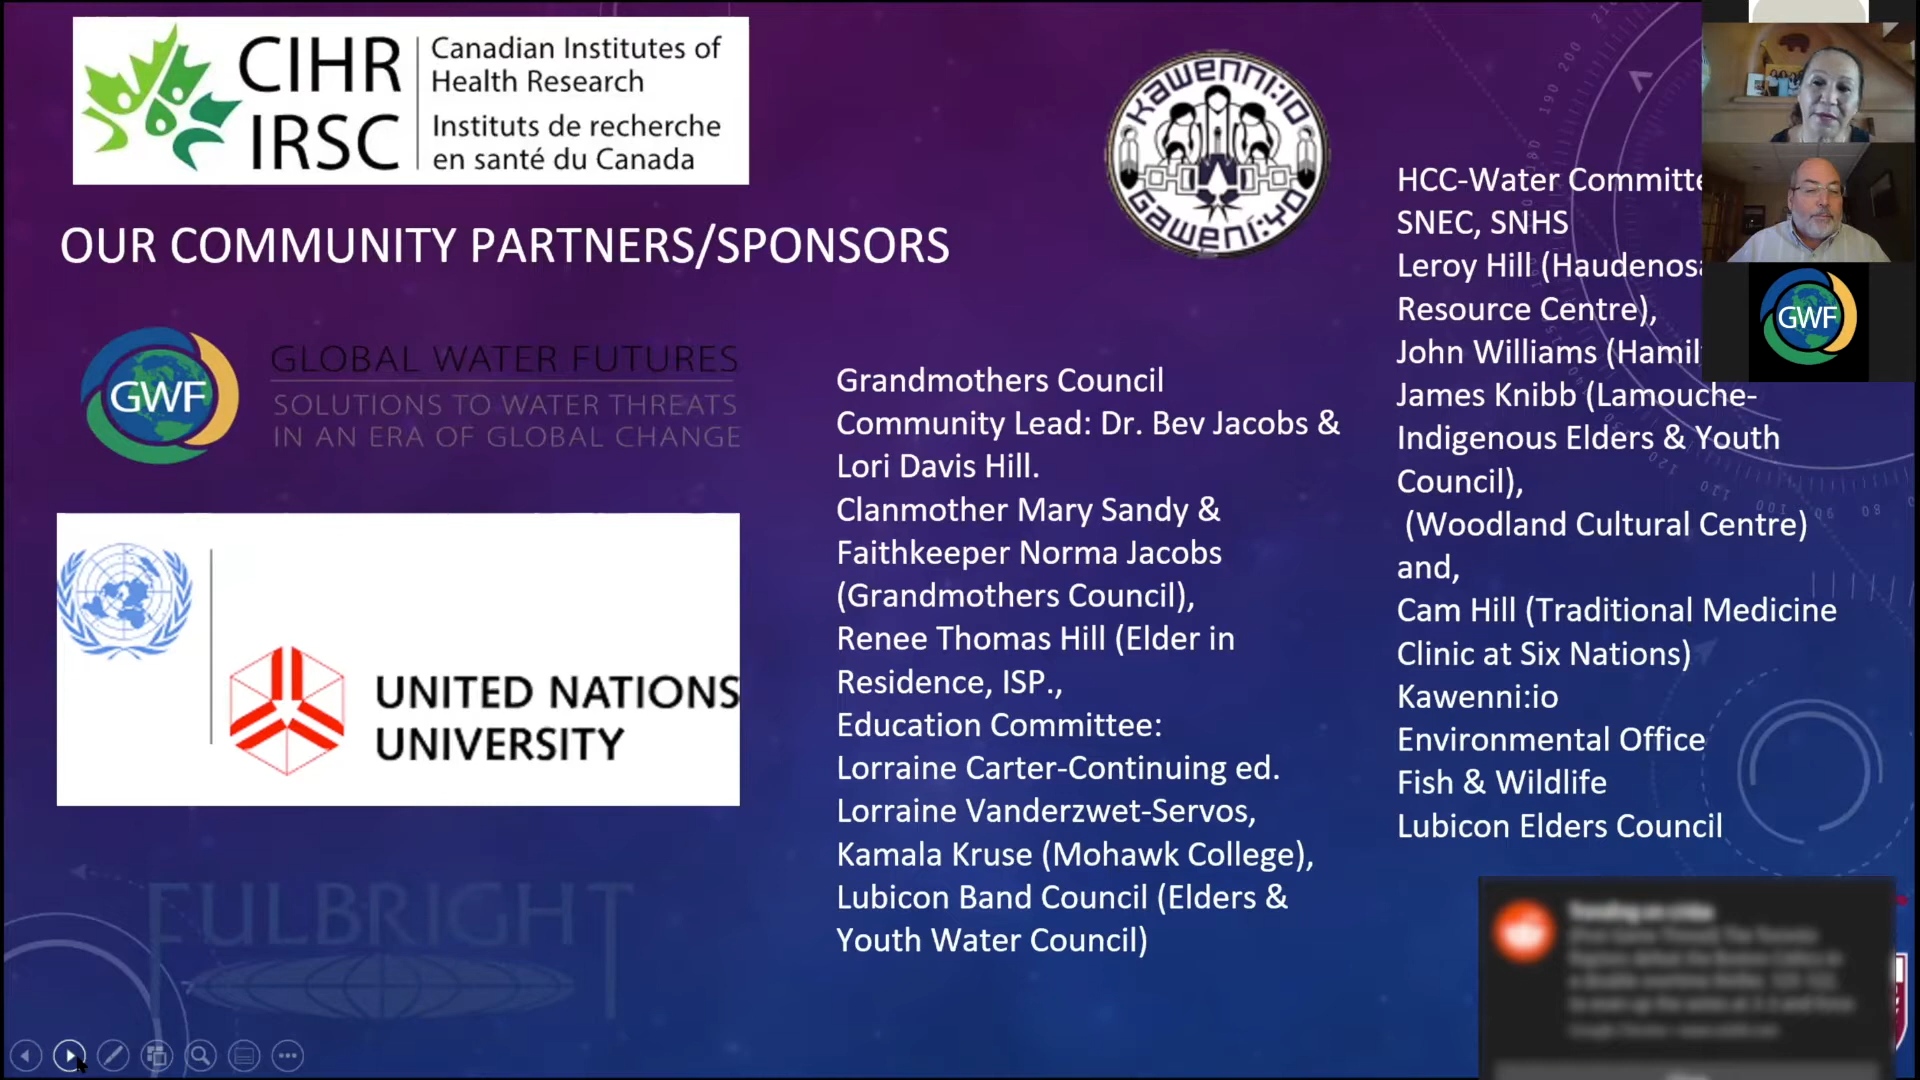 CIHR
IRSC
Canadian Institutes of
Health Research
Instituts de recherche
en santé du Canada
OUR COMMUNITY PARTNERS/SPONSORS
GWF
GLOBAL WATER FUTURES
SOLUTIONS TO WATER THREATS
IN AN ERA OF GLOBAL CHANGE
UNITED NATIONS
UNIVERSITY
FULBRIGHT
Kawenni:io
Gaweni:yo
Grandmothers Council
Community Lead: Dr. Bev Jacobs &
Lori Davis Hill.
Clanmother Mary Sandy &
Faithkeeper Norma Jacobs
(Grandmothers Council),
Renee Thomas Hill (Elder in
Residence, ISP.,
Education Committee:
Lorraine Carter-Continuing ed.
Lorraine Vanderzwet-Servos,
Kamala Kruse (Mohawk College),
Lubicon Band Council (Elders &
Youth Water Council)
HCC-Water Committe
SNEC, SNHS
Leroy Hill (Haudenosa
Resource Centre),
John Williams (Hamil
James Knibb (Lamouche-
Indigenous Elders & Youth
Council),
(Woodland Cultural Centre)
and,
Cam Hill (Traditional Medicine
Clinic at Six Nations)
Kawenni:io
Environmental Office
Fish & Wildlife
Lubicon Elders Council
GWF